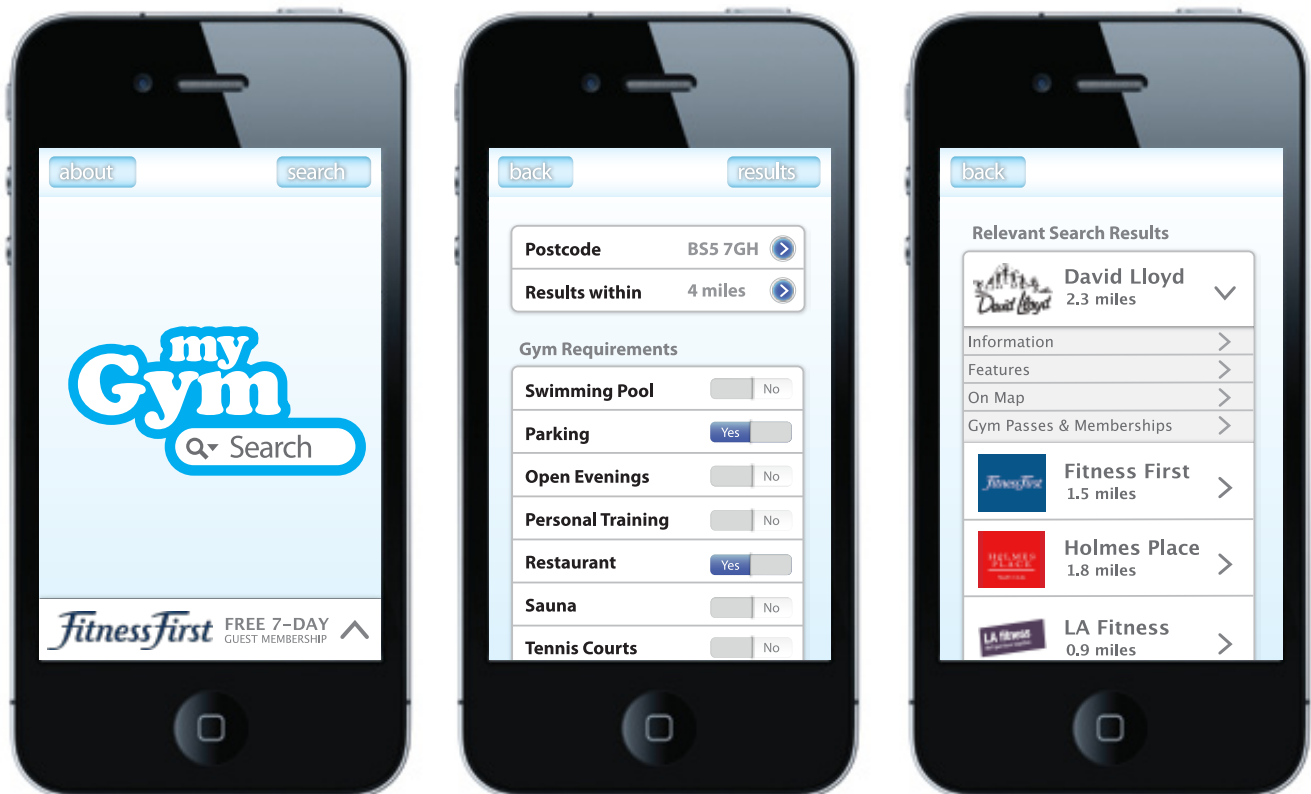 about
search
my
Gym
Search
Fitness First FREE 7-DAY
GUEST MEMBERSHIP
back
results
Postcode BS5 7GH
Results within 4 miles
Gym Requirements
Swimming Pool No
Parking Yes
Open Evenings No
Personal Training No
Restaurant Yes
Sauna No
Tennis Courts No
back
Relevant Search Results
David Lloyd
David Lloyd
2.3 miles
Information
Features
On Map
Gym Passes & Memberships
Fitness First
Fitness First
1.5 miles
HOLMES
PLACE
Holmes Place
1.8 miles
LA fitness
LA Fitness
0.9 miles